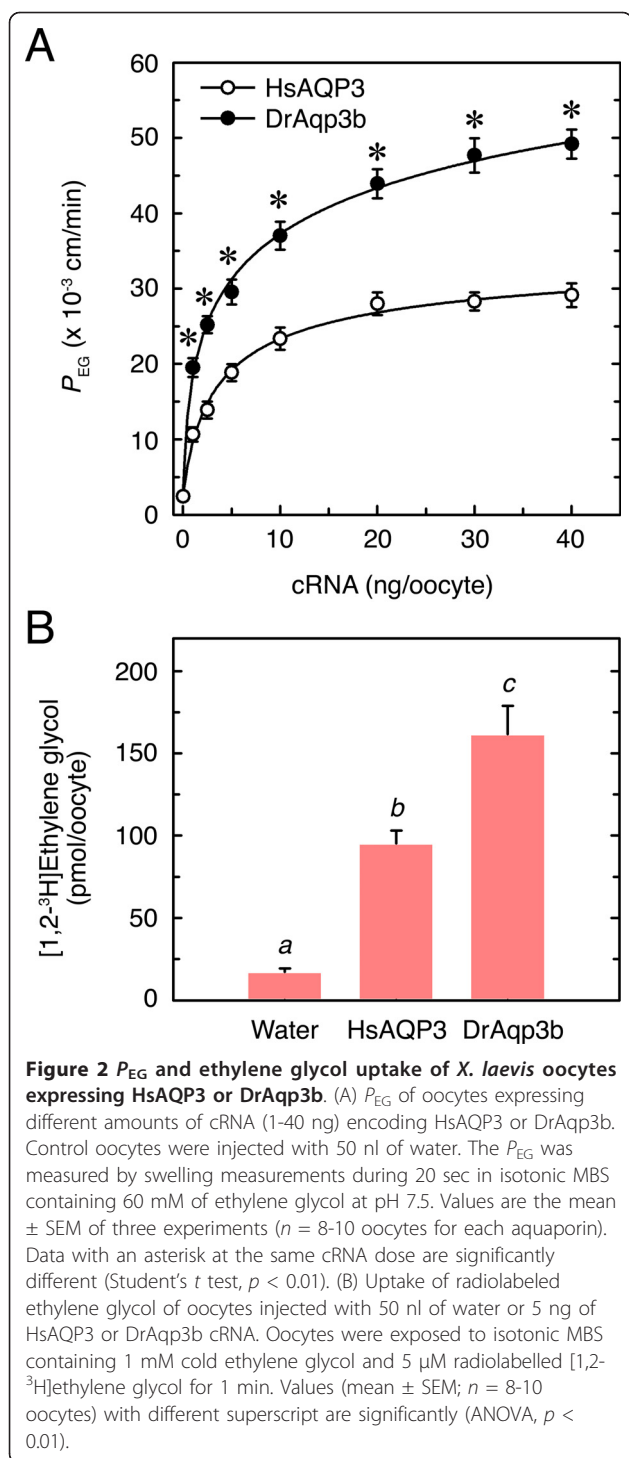 A
60
50
40
30
20
10
0
P_EG (x 10⁻³ cm/min)
HsAQP3
DrAqp3b
* * * * * * *
0 10 20 30 40
cRNA (ng/oocyte)
B
200
150
100
50
0
[1,2-³H]Ethylene glycol
(pmol/oocyte)
a
b
c
Water HsAQP3 DrAqp3b
Figure 2 P_EG and ethylene glycol uptake of X. laevis oocytes
expressing HsAQP3 or DrAqp3b. (A) P_EG of oocytes expressing
different amounts of cRNA (1-40 ng) encoding HsAQP3 or DrAqp3b.
Control oocytes were injected with 50 nl of water. The P_EG was
measured by swelling measurements during 20 sec in isotonic MBS
containing 60 mM of ethylene glycol at pH 7.5. Values are the mean
± SEM of three experiments (n = 8-10 oocytes for each aquaporin).
Data with an asterisk at the same cRNA dose are significantly
different (Student's t test, p < 0.01). (B) Uptake of radiolabeled
ethylene glycol of oocytes injected with 50 nl of water or 5 ng of
HsAQP3 or DrAqp3b cRNA. Oocytes were exposed to isotonic MBS
containing 1 mM cold ethylene glycol and 5 μM radiolabelled [1,2-
³H]ethylene glycol for 1 min. Values (mean ± SEM; n = 8-10
oocytes) with different superscript are significantly (ANOVA, p <
0.01).